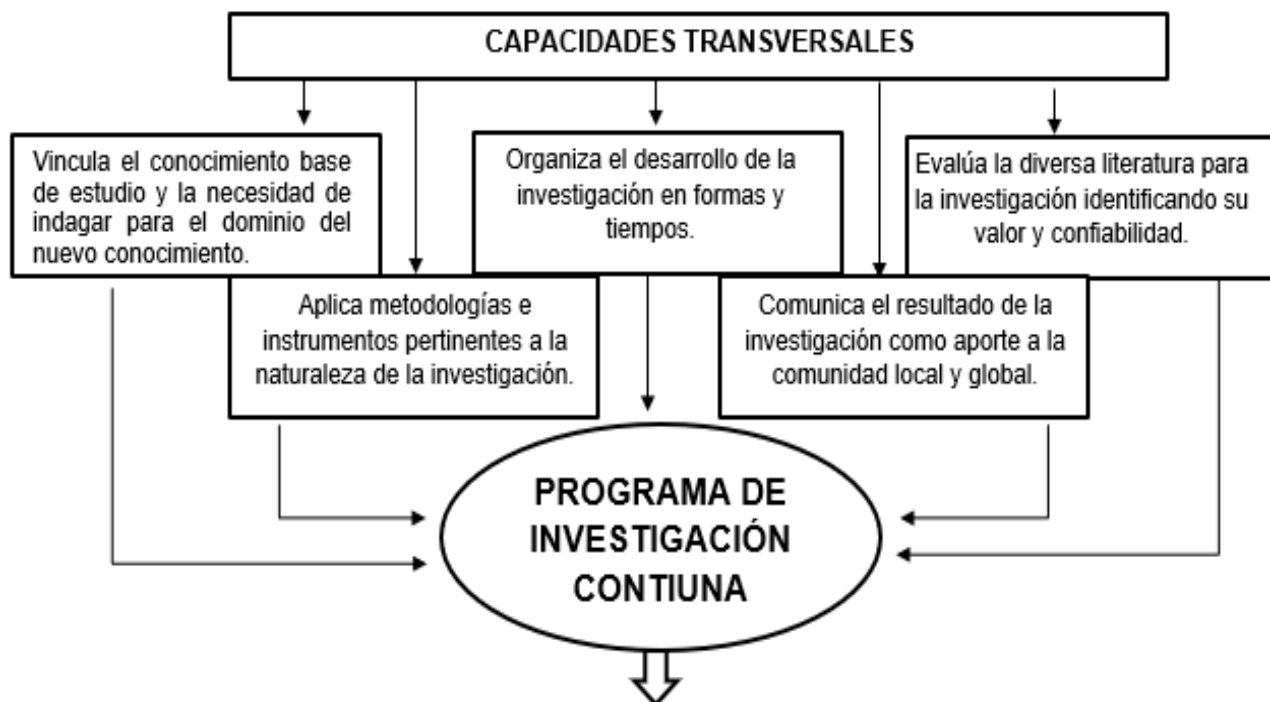 CAPACIDADES TRANSVERSALES
Vincula el conocimiento base
de estudio y la necesidad de
indagar para el dominio del
nuevo conocimiento.
Organiza el desarrollo de la
investigación en formas y
tiempos.
Evalúa la diversa literatura para
la investigación identificando su
valor y confiabilidad.
Aplica metodologías e
instrumentos pertinentes a la
naturaleza de la investigación.
Comunica el resultado de la
investigación como aporte a la
comunidad local y global.
PROGRAMA DE
INVESTIGACIÓN
CONTIUNA